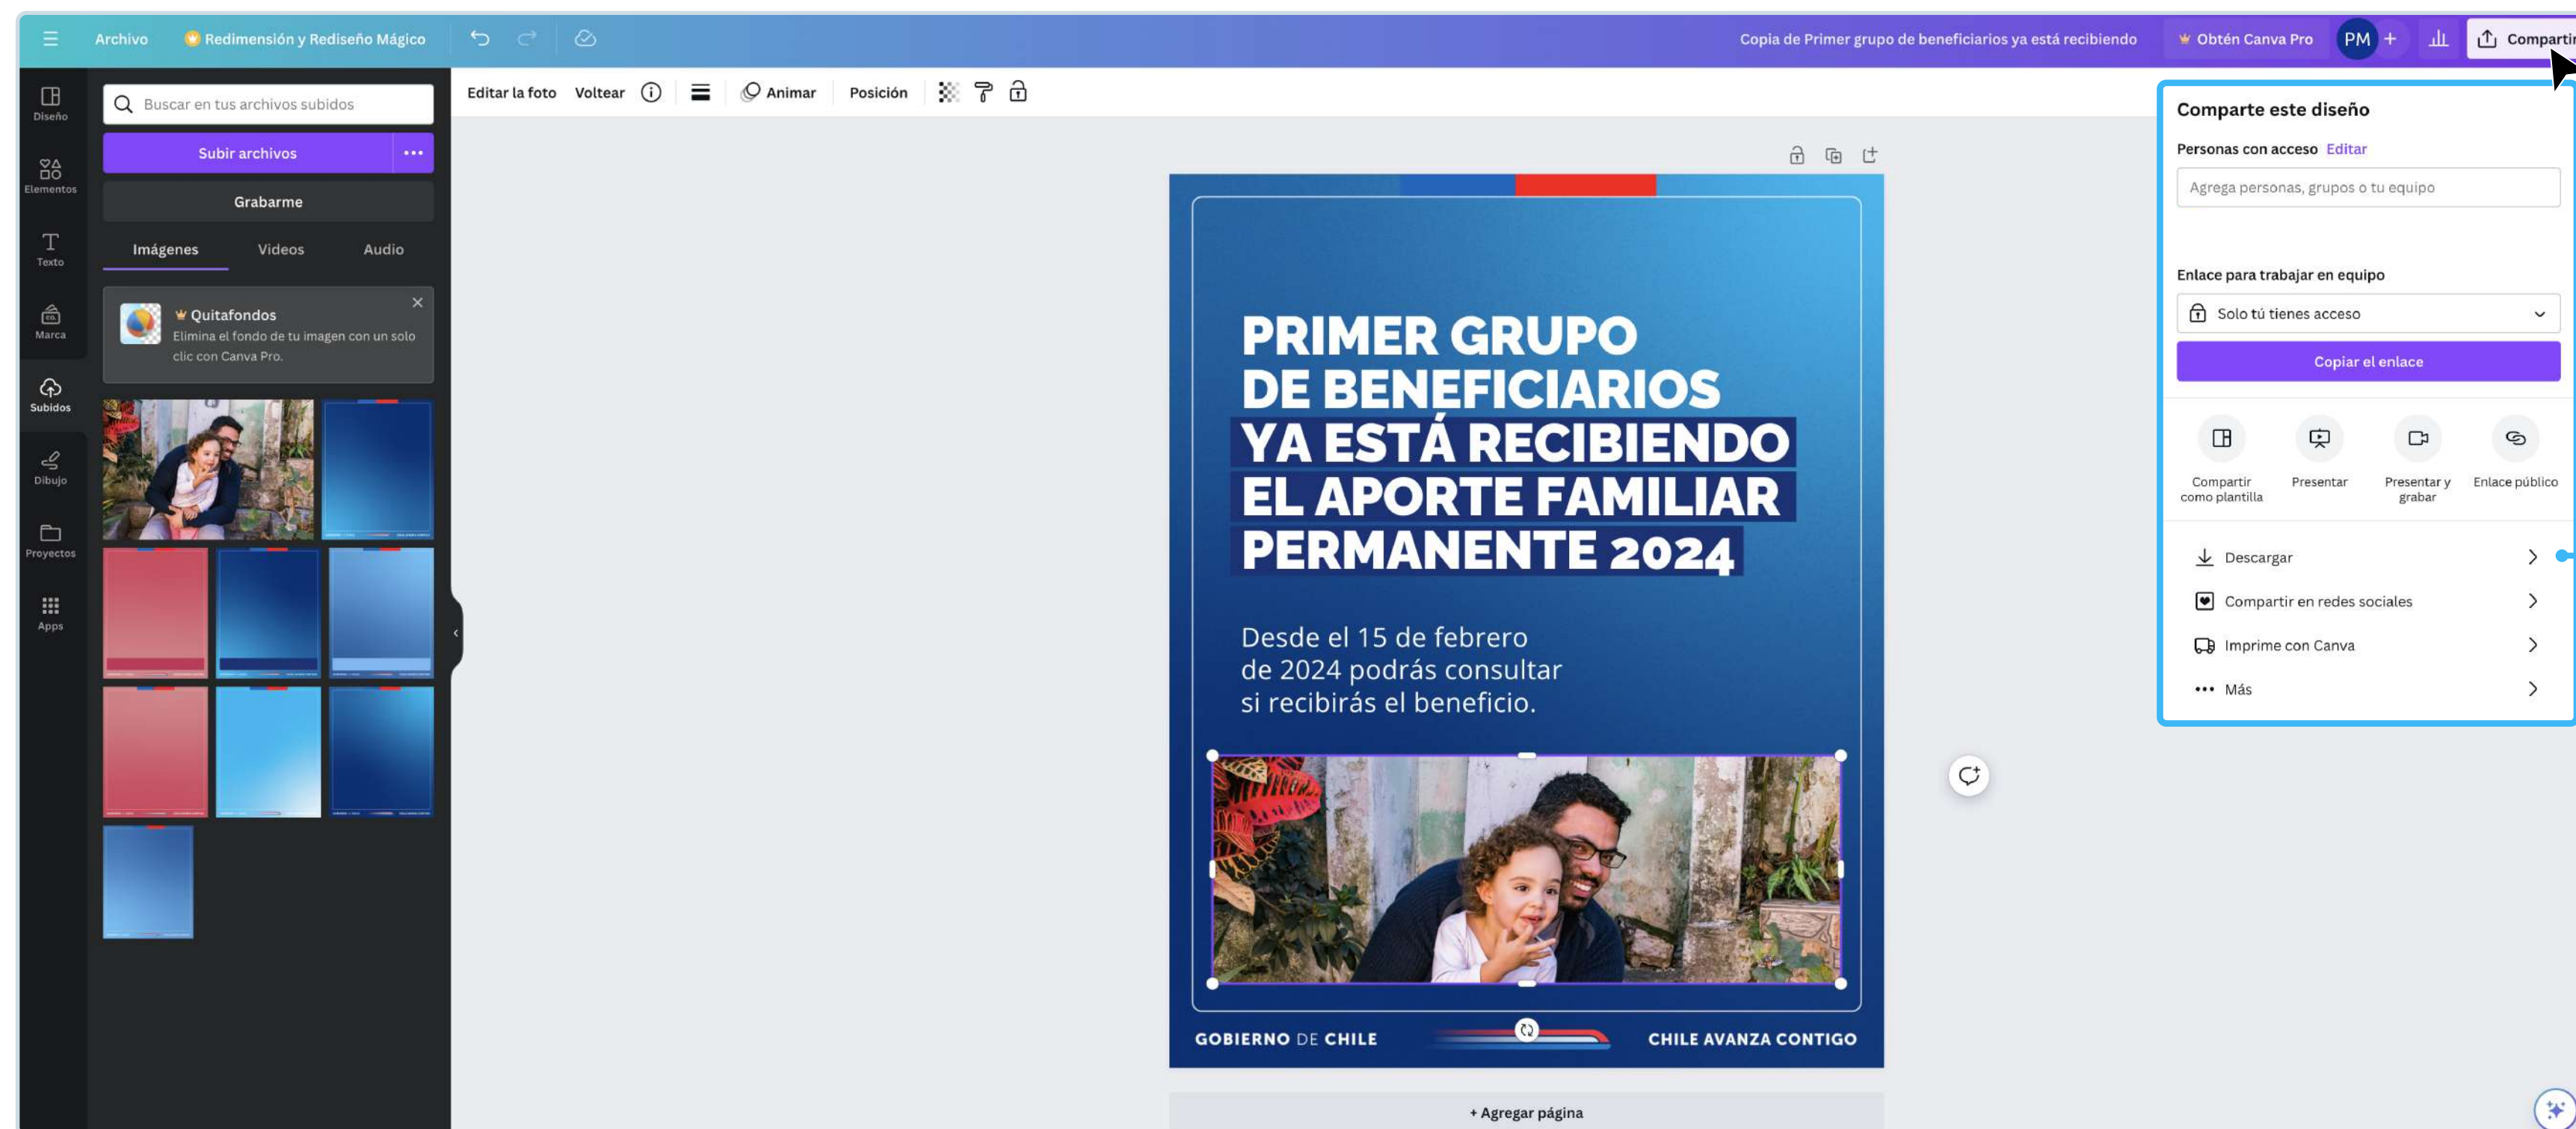 Archivo
Redimensión y Rediseño Mágico
Copia de Primer grupo de beneficiarios ya está recibiendo
Obtén Canva Pro
PM
+
Compartir
Diseño
Elementos
Texto
Marca
Subidos
Dibujo
Proyectos
Apps
Buscar en tus archivos subidos
Subir archivos
Grabarme
Imágenes
Videos
Audio
Quitafondos
Elimina el fondo de tu imagen con un solo
clic con Canva Pro.
Editar la foto
Voltear
Animar
Posición
PRIMER GRUPO
DE BENEFICIARIOS
YA ESTÁ RECIBIENDO
EL APORTE FAMILIAR
PERMANENTE 2024
Desde el 15 de febrero
de 2024 podrás consultar
si recibirás el beneficio.
GOBIERNO DE CHILE
CHILE AVANZA CONTIGO
+ Agregar página
Comparte este diseño
Personas con acceso Editar
Agrega personas, grupos o tu equipo
Enlace para trabajar en equipo
Solo tú tienes acceso
Copiar el enlace
Compartir
como plantilla
Presentar
Presentar y
grabar
Enlace público
Descargar
Compartir en redes sociales
Imprime con Canva
Más